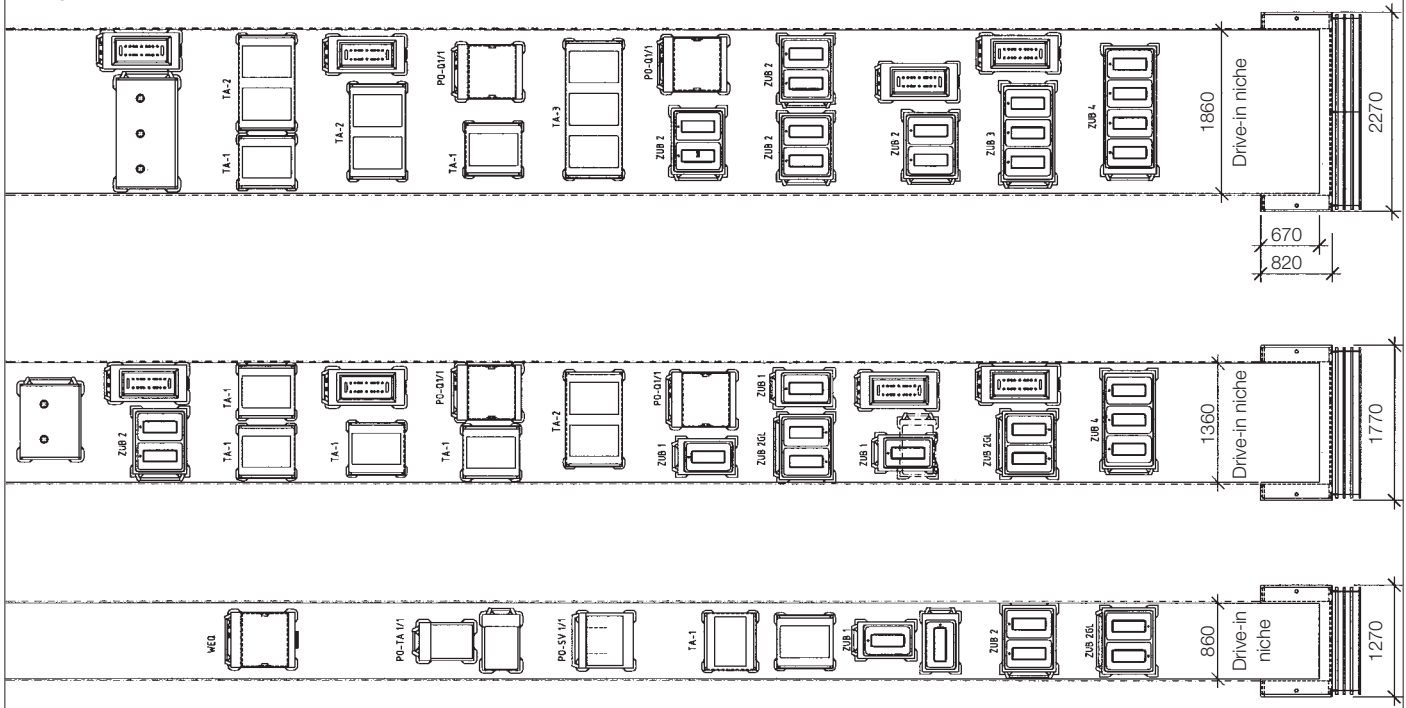 TA-2
TA-1
TA-2
PO-Q1/1
TA-1
TA-3
PO-Q1/1
ZUB 2
ZUB 2
ZUB 2
ZUB 2
ZUB 3
ZUB 4
1860
Drive-in niche
2270
670
820
ZUB 2
TA-1
TA-1
TA-1
PO-Q1/1
TA-1
TA-2
PO-Q1/1
ZUB 1
ZUB 1
ZUB 2GL
ZUB 1
ZUB 2GL
ZUB 4
1360
Drive-in niche
1770
WEQ
PO-TA 1/1
PO-SV 1/1
TA-1
ZUB 1
ZUB 2
ZUB 2GL
860
Drive-in
niche
1270